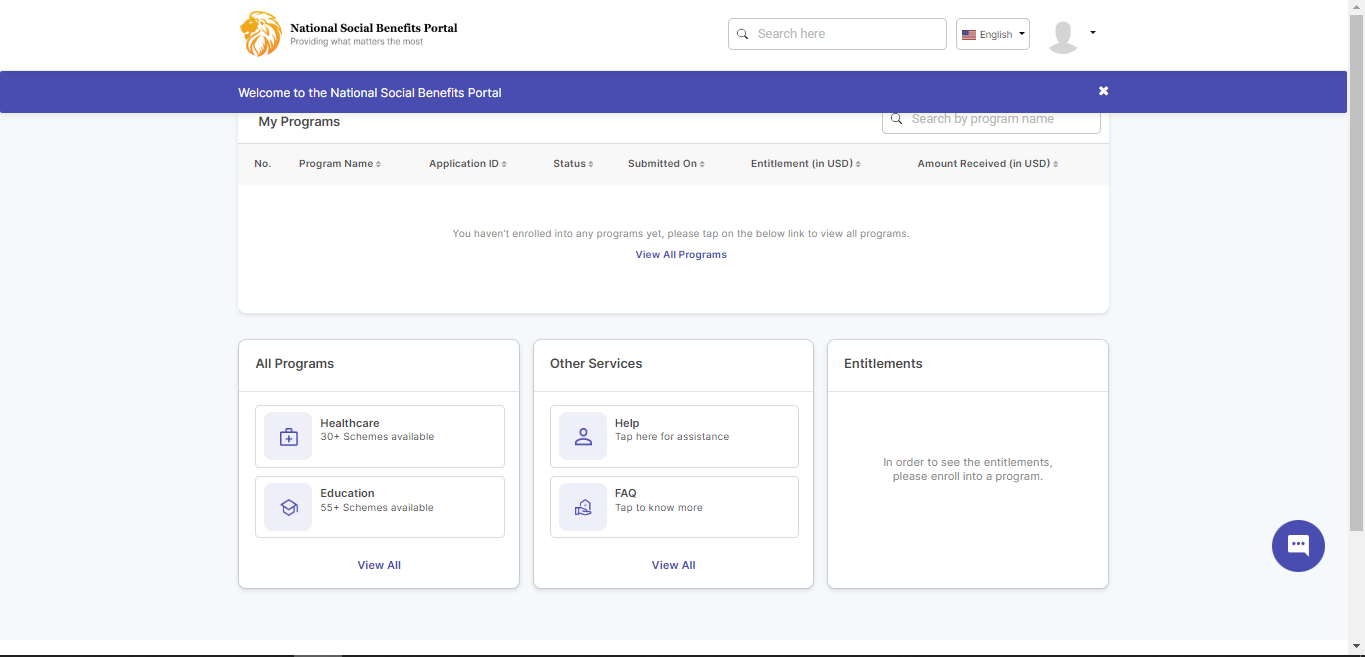 National Social Benefits Portal
Providing what matters the most
Search here
English
Welcome to the National Social Benefits Portal
My Programs
Search by program name
No. Program Name Application ID Status Submitted On Entitlement (in USD) Amount Received (in USD)
You haven't enrolled into any programs yet, please tap on the below link to view all programs.
View All Programs
All Programs
Healthcare
30+ Schemes available
Education
55+ Schemes available
View All
Other Services
Help
Tap here for assistance
FAQ
Tap to know more
View All
Entitlements
In order to see the entitlements,
please enroll into a program.